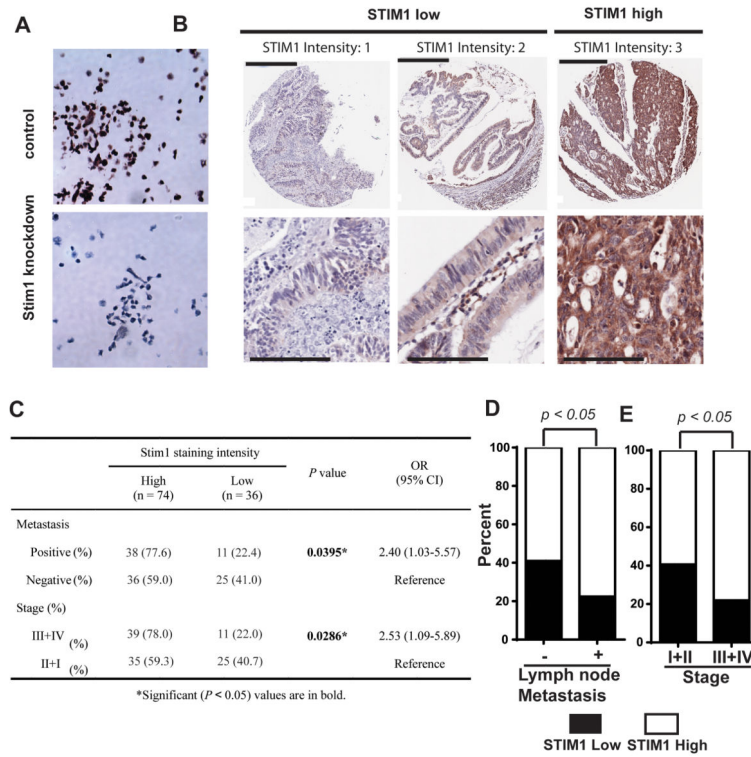 A
B
STIM1 low
STIM1 high
STIM1 Intensity: 1
STIM1 Intensity: 2
STIM1 Intensity: 3
control
Stim1 knockdown
C
Stim1 staining intensity
P value
OR
(95% CI)
High
(n = 74)
Low
(n = 36)
Metastasis
Positive (%) 38 (77.6) 11 (22.4) 0.0395* 2.40 (1.03-5.57)
Negative (%) 36 (59.0) 25 (41.0) Reference
Stage (%)
III+IV (%) 39 (78.0) 11 (22.0) 0.0286* 2.53 (1.09-5.89)
II+I (%) 35 (59.3) 25 (40.7) Reference
*Significant (P < 0.05) values are in bold.
D
p < 0.05
Percent
100
80
60
40
20
0
- +
Lymph node
Metastasis
E
p < 0.05
100
80
60
40
20
0
I+II III+IV
Stage
STIM1 Low STIM1 High